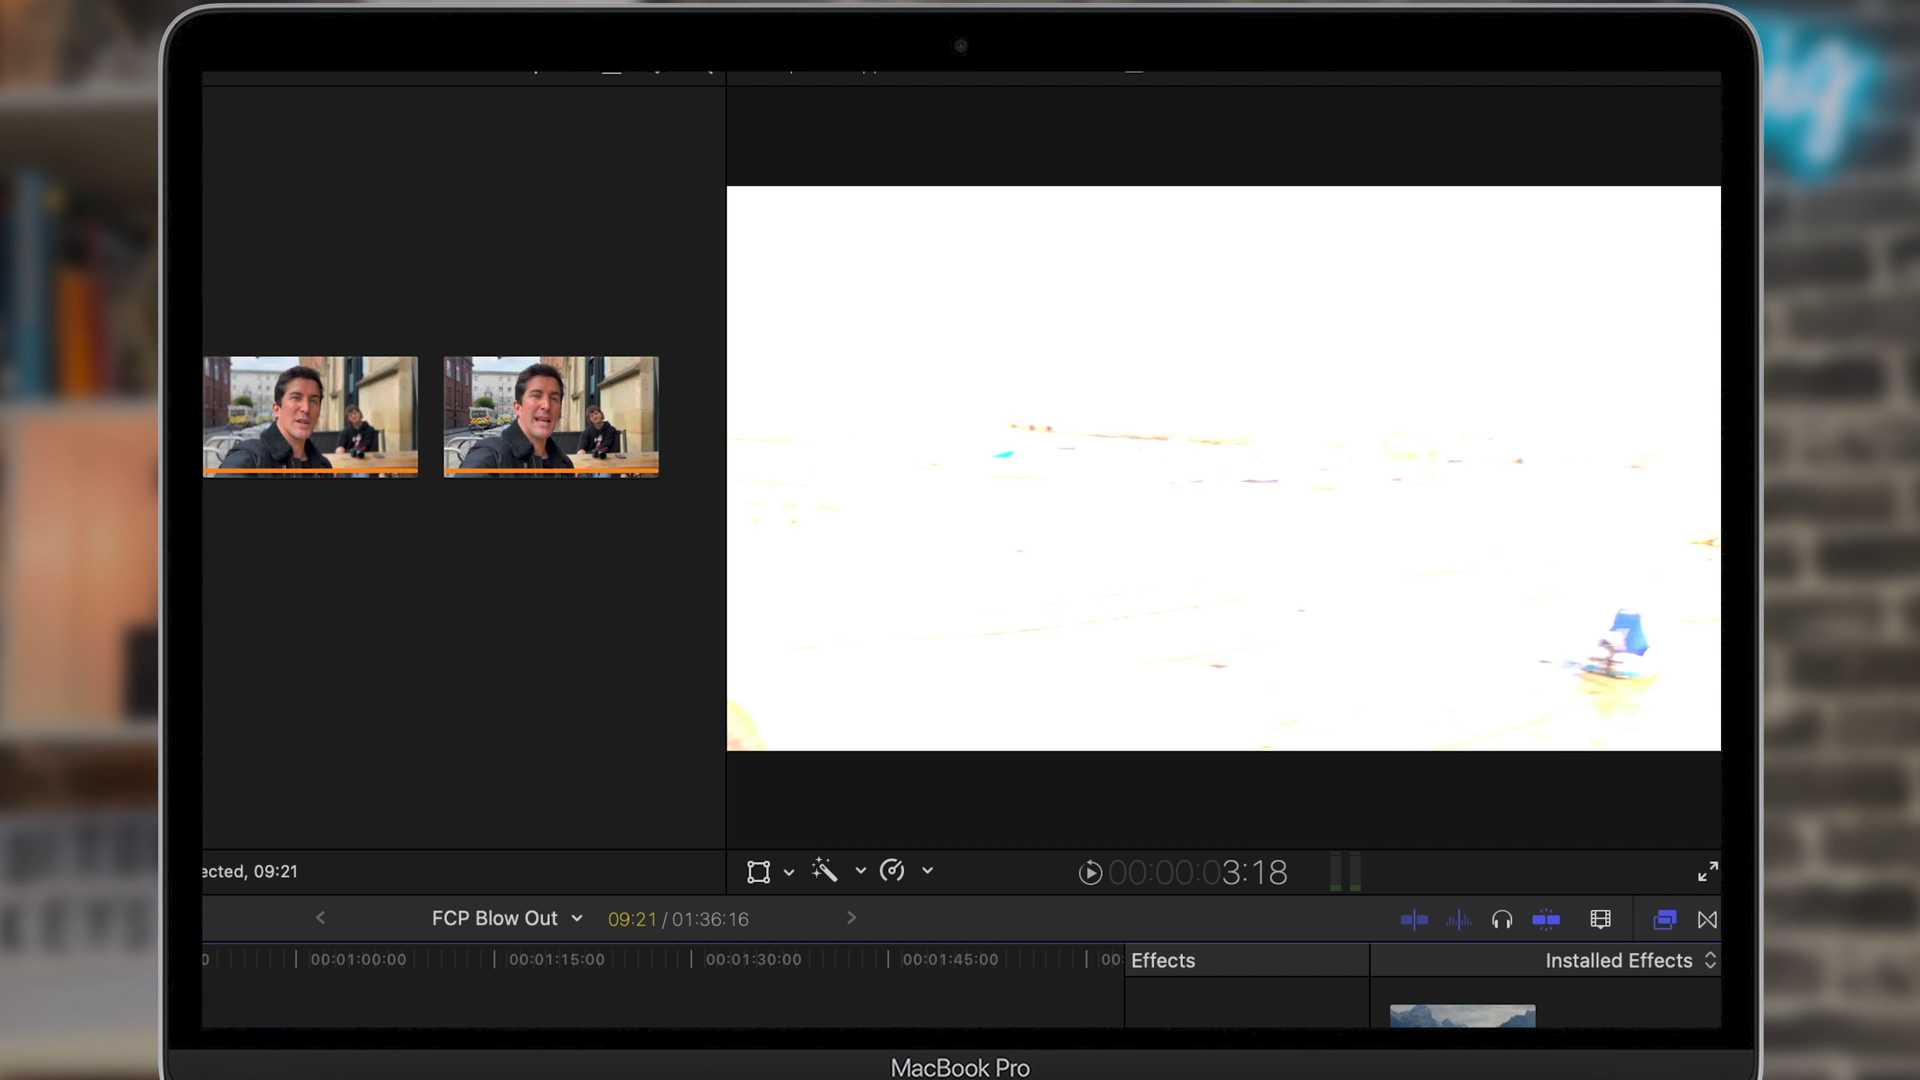 ected, 09:21
00:00:03:18
FCP Blow Out
09:21 / 01:36:16
00:01:00:00
00:01:15:00
00:01:30:00
00:01:45:00
00:
Effects
Installed Effects
MacBook Pro